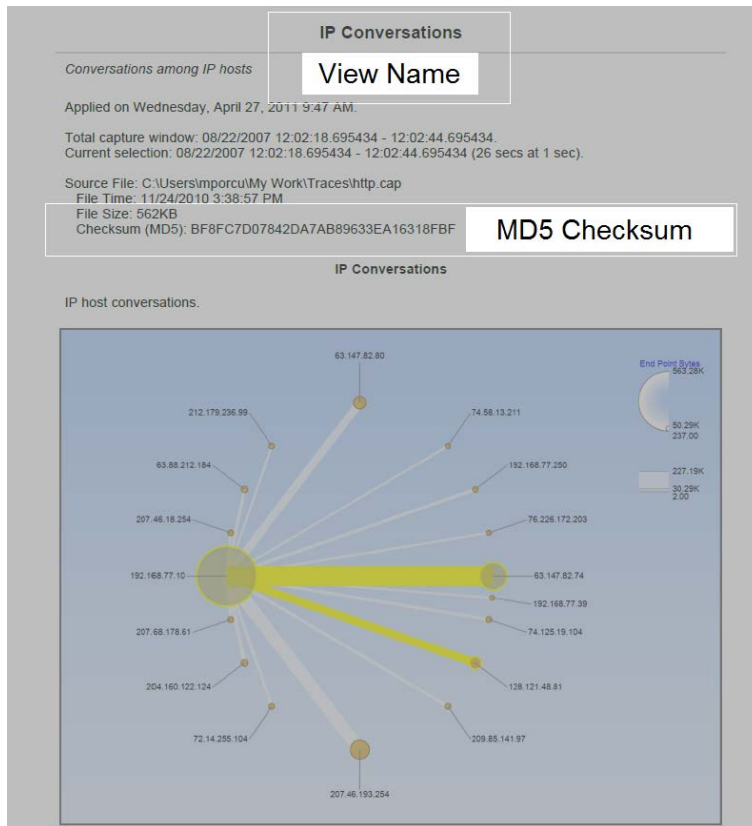 IP Conversations
View Name
Conversations among IP hosts
Applied on Wednesday, April 27, 2011 9:47 AM.
Total capture window: 08/22/2007 12:02:18.695434 - 12:02:44.695434.
Current selection: 08/22/2007 12:02:18.695434 - 12:02:44.695434 (26 secs at 1 sec).
Source File: C:\Users\mporcu\My Work\Traces\http.cap
File Time: 11/24/2010 3:38:57 PM
File Size: 562KB
Checksum (MD5): BF8FC7D07842DA7AB89633EA16318FBF
MD5 Checksum
IP Conversations
IP host conversations.
63.147.82.80
End Point Bytes
563.28K
212.179.236.99
74.58.13.211
50.29K
237.00
63.88.212.184
192.168.77.250
227.19K
30.29K
2.00
207.46.18.254
76.226.172.203
192.168.77.10
63.147.82.74
192.168.77.39
207.68.178.61
74.125.19.104
204.160.122.124
128.121.48.81
72.14.255.104
209.85.141.97
207.46.193.254